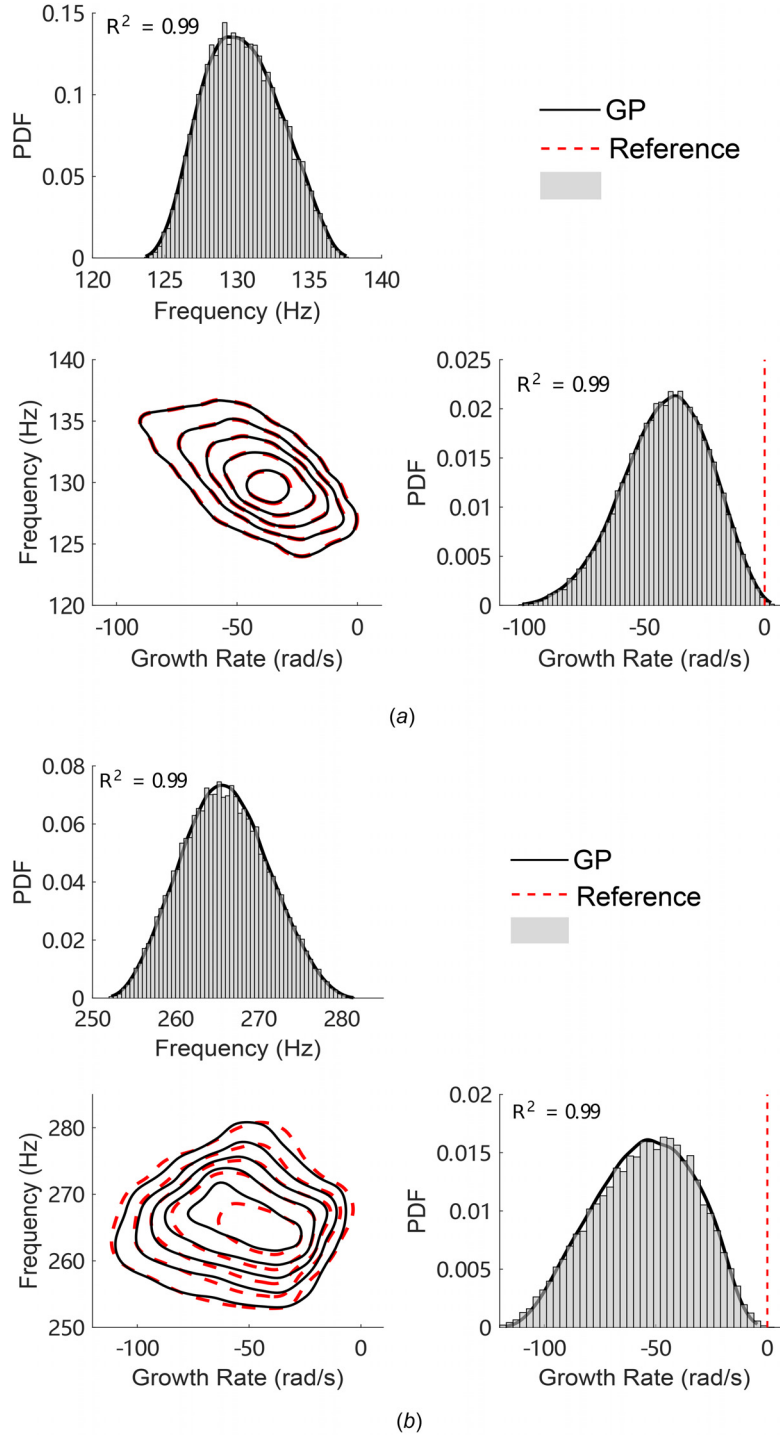 0.15
R² = 0.99
0.1
PDF
0.05
0
120 125 130 135 140
Frequency (Hz)
GP
Reference
140
135
Frequency (Hz)
130
125
120
-100 -50 0
Growth Rate (rad/s)
0.025
R² = 0.99
0.02
0.015
PDF
0.01
0.005
0
-100 -50 0
Growth Rate (rad/s)
(a)
0.08
R² = 0.99
0.06
PDF
0.04
0.02
0
250 260 270 280
Frequency (Hz)
GP
Reference
280
Frequency (Hz)
270
260
250
-100 -50 0
Growth Rate (rad/s)
0.02
R² = 0.99
0.015
PDF
0.01
0.005
0
-100 -50 0
Growth Rate (rad/s)
(b)